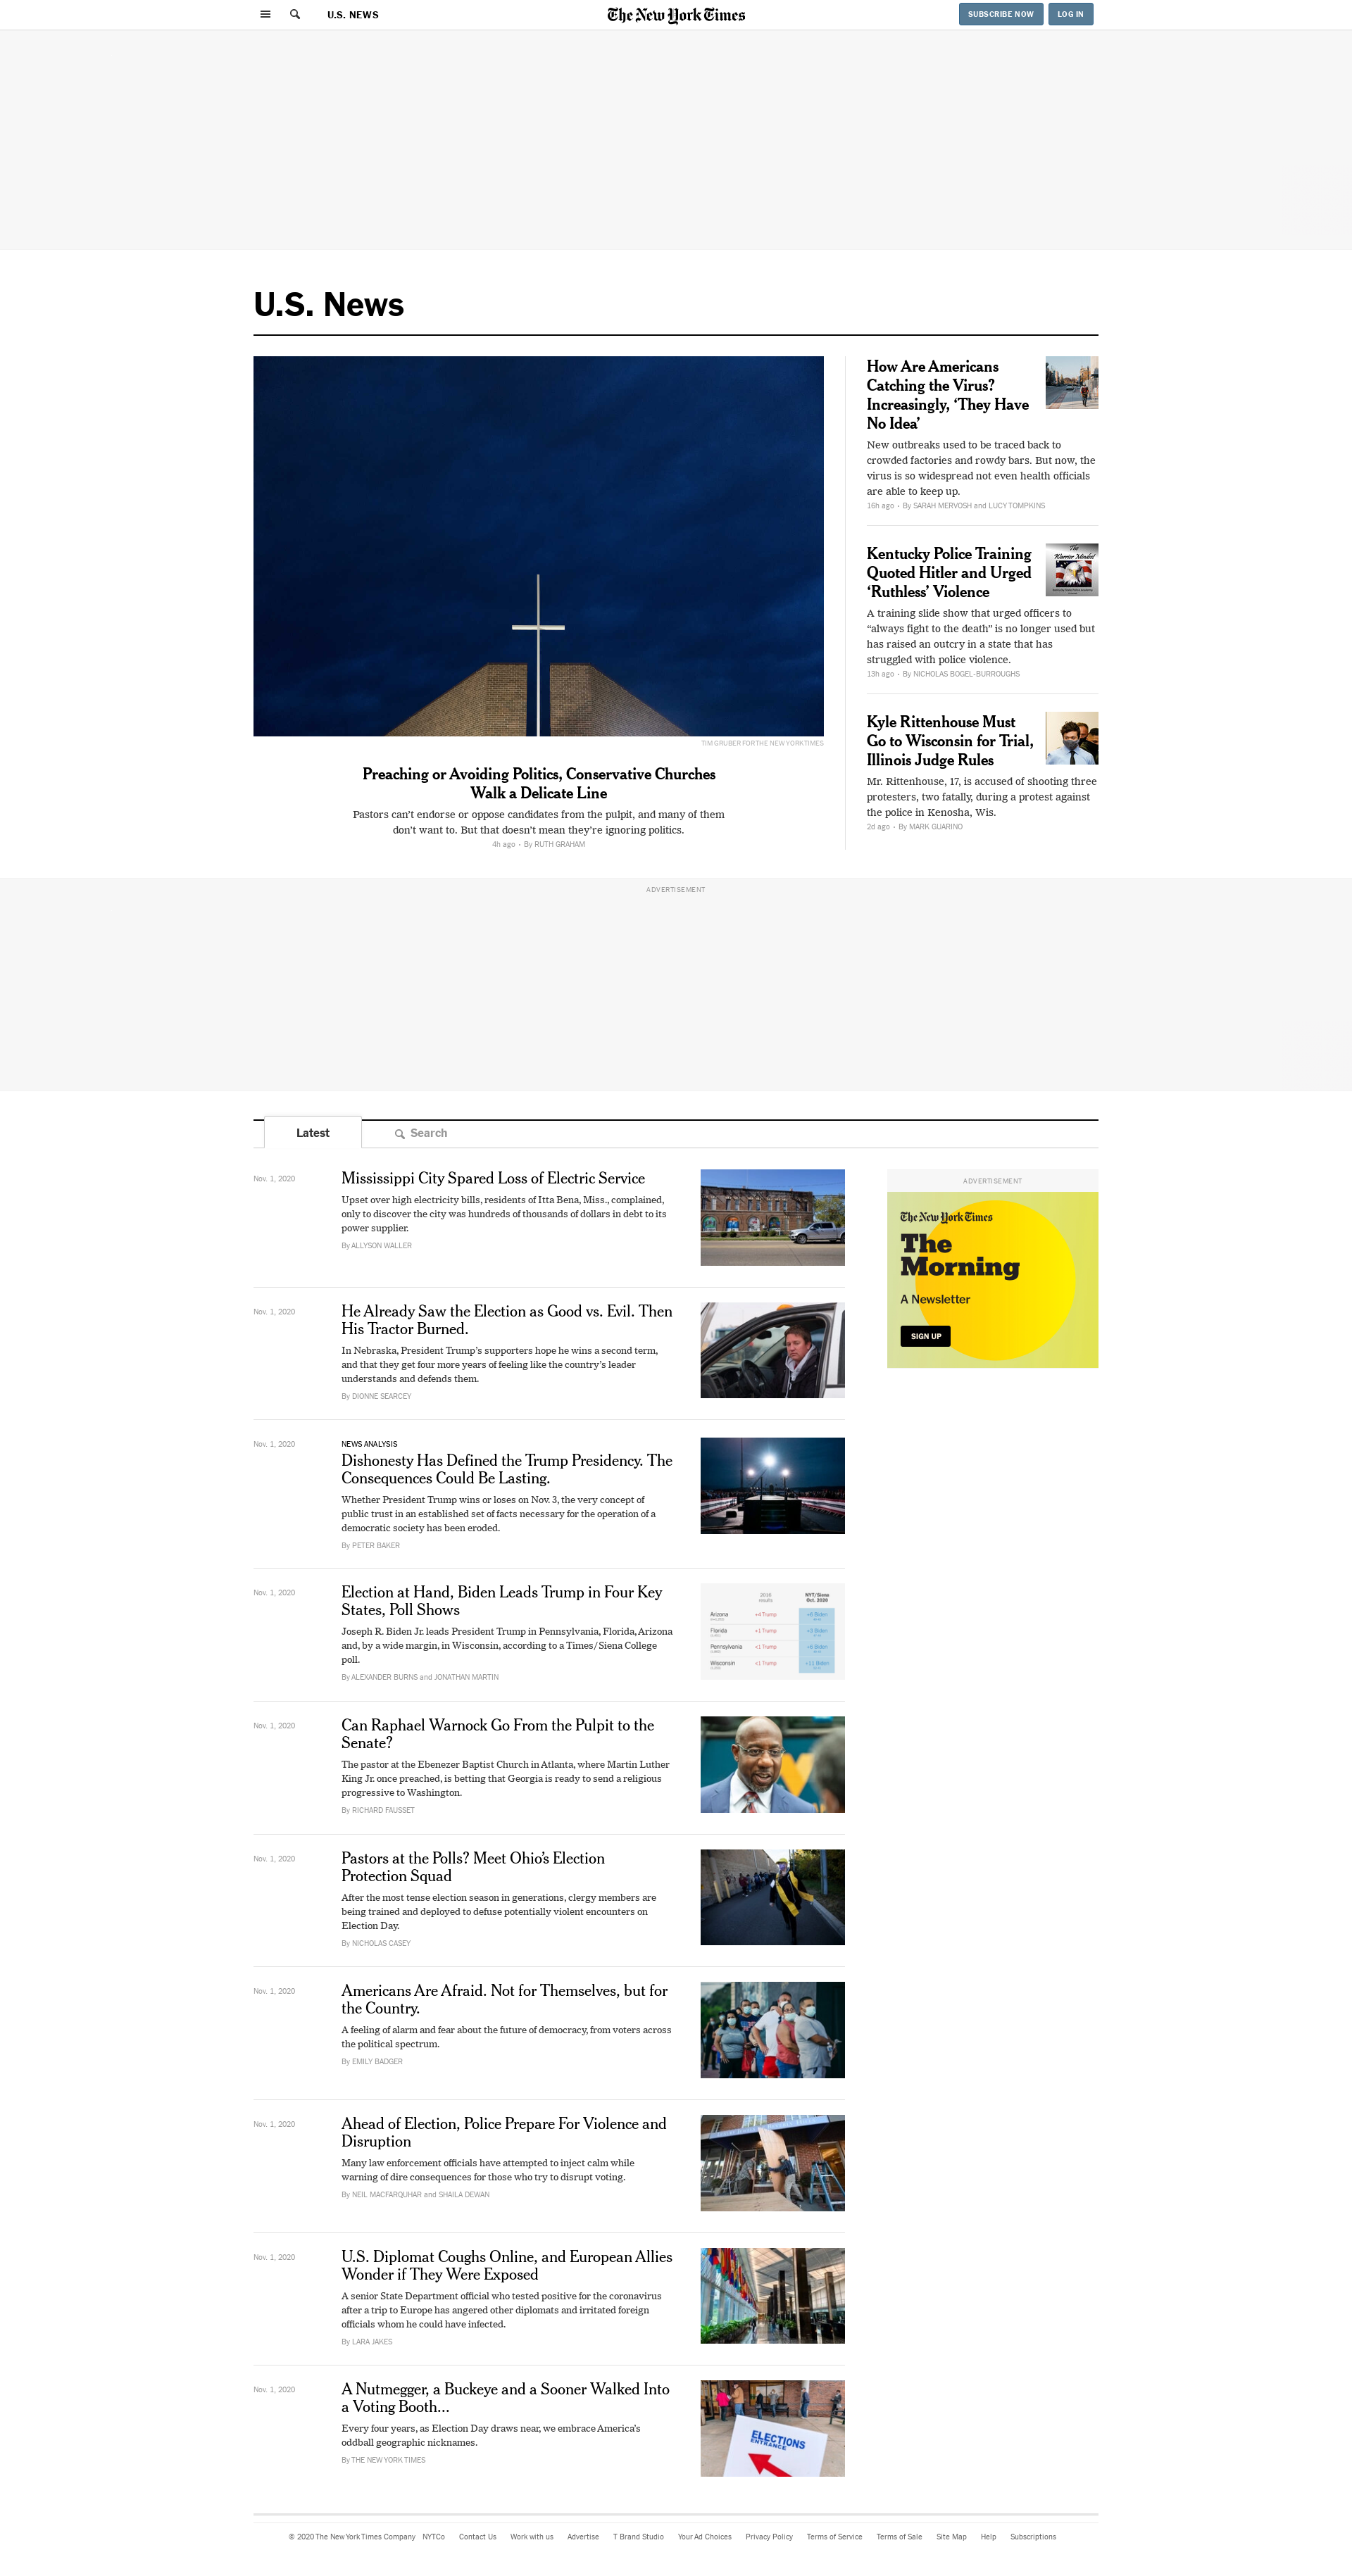 U.S. NEWS
The New York Times
SUBSCRIBE NOW
LOG IN
U.S. News
TIM GRUBER FOR THE NEW YORK TIMES
Preaching or Avoiding Politics, Conservative Churches
Walk a Delicate Line
Pastors can’t endorse or oppose candidates from the pulpit, and many of them
don’t want to. But that doesn’t mean they’re ignoring politics.
4h ago • By RUTH GRAHAM
How Are Americans
Catching the Virus?
Increasingly, ‘They Have
No Idea’
New outbreaks used to be traced back to
crowded factories and rowdy bars. But now, the
virus is so widespread not even health officials
are able to keep up.
16h ago • By SARAH MERVOSH and LUCY TOMPKINS
Kentucky Police Training
Quoted Hitler and Urged
‘Ruthless’ Violence
The
Warrior Mindset
A training slide show that urged officers to
“always fight to the death” is no longer used but
has raised an outcry in a state that has
struggled with police violence.
13h ago • By NICHOLAS BOGEL-BURROUGHS
Kyle Rittenhouse Must
Go to Wisconsin for Trial,
Illinois Judge Rules
Mr. Rittenhouse, 17, is accused of shooting three
protesters, two fatally, during a protest against
the police in Kenosha, Wis.
2d ago • By MARK GUARINO
ADVERTISEMENT
Latest
Search
Nov. 1, 2020
Mississippi City Spared Loss of Electric Service
Upset over high electricity bills, residents of Itta Bena, Miss., complained,
only to discover the city was hundreds of thousands of dollars in debt to its
power supplier.
By ALLYSON WALLER
ADVERTISEMENT
The New York Times
The
Morning
A Newsletter
SIGN UP
Nov. 1, 2020
He Already Saw the Election as Good vs. Evil. Then
His Tractor Burned.
In Nebraska, President Trump’s supporters hope he wins a second term,
and that they get four more years of feeling like the country’s leader
understands and defends them.
By DIONNE SEARCEY
Nov. 1, 2020
NEWS ANALYSIS
Dishonesty Has Defined the Trump Presidency. The
Consequences Could Be Lasting.
Whether President Trump wins or loses on Nov. 3, the very concept of
public trust in an established set of facts necessary for the operation of a
democratic society has been eroded.
By PETER BAKER
Nov. 1, 2020
Election at Hand, Biden Leads Trump in Four Key
States, Poll Shows
Joseph R. Biden Jr. leads President Trump in Pennsylvania, Florida, Arizona
and, by a wide margin, in Wisconsin, according to a Times/Siena College
poll.
By ALEXANDER BURNS and JONATHAN MARTIN
2016 results NYT/Siena Oct. 2020
Arizona +4 Trump +6 Biden
Florida +1 Trump +3 Biden
Pennsylvania +1 Trump +6 Biden
Wisconsin +1 Trump +11 Biden
Nov. 1, 2020
Can Raphael Warnock Go From the Pulpit to the
Senate?
The pastor at the Ebenezer Baptist Church in Atlanta, where Martin Luther
King Jr. once preached, is betting that Georgia is ready to send a religious
progressive to Washington.
By RICHARD FAUSSET
Nov. 1, 2020
Pastors at the Polls? Meet Ohio’s Election
Protection Squad
After the most tense election season in generations, clergy members are
being trained and deployed to defuse potentially violent encounters on
Election Day.
By NICHOLAS CASEY
Nov. 1, 2020
Americans Are Afraid. Not for Themselves, but for
the Country.
A feeling of alarm and fear about the future of democracy, from voters across
the political spectrum.
By EMILY BADGER
Nov. 1, 2020
Ahead of Election, Police Prepare For Violence and
Disruption
Many law enforcement officials have attempted to inject calm while
warning of dire consequences for those who try to disrupt voting.
By NEIL MACFARQUHAR and SHAILA DEWAN
Nov. 1, 2020
U.S. Diplomat Coughs Online, and European Allies
Wonder if They Were Exposed
A senior State Department official who tested positive for the coronavirus
after a trip to Europe has angered other diplomats and irritated foreign
officials whom he could have infected.
By LARA JAKES
Nov. 1, 2020
A Nutmegger, a Buckeye and a Sooner Walked Into
a Voting Booth…
Every four years, as Election Day draws near, we embrace America’s
oddball geographic nicknames.
By THE NEW YORK TIMES
ELECTIONS
ENTRANCE
© 2020 The New York Times Company NYTCo Contact Us Work with us Advertise T Brand Studio Your Ad Choices Privacy Policy Terms of Service Terms of Sale Site Map Help Subscriptions